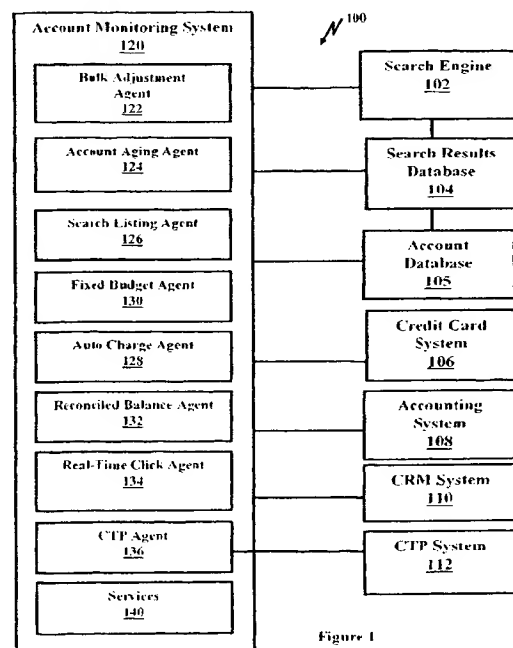 Account Monitoring System
120
Bulk Adjustment
Agent
122
Account Aging Agent
124
Search Listing Agent
126
Fixed Budget Agent
130
Auto Charge Agent
128
Reconciled Balance Agent
132
Real-Time Click Agent
134
CTP Agent
136
Services
140
100
Search Engine
102
Search Results
Database
104
Account
Database
105
Credit Card
System
106
Accounting
System
108
CRM System
110
CTP System
112
Figure 1